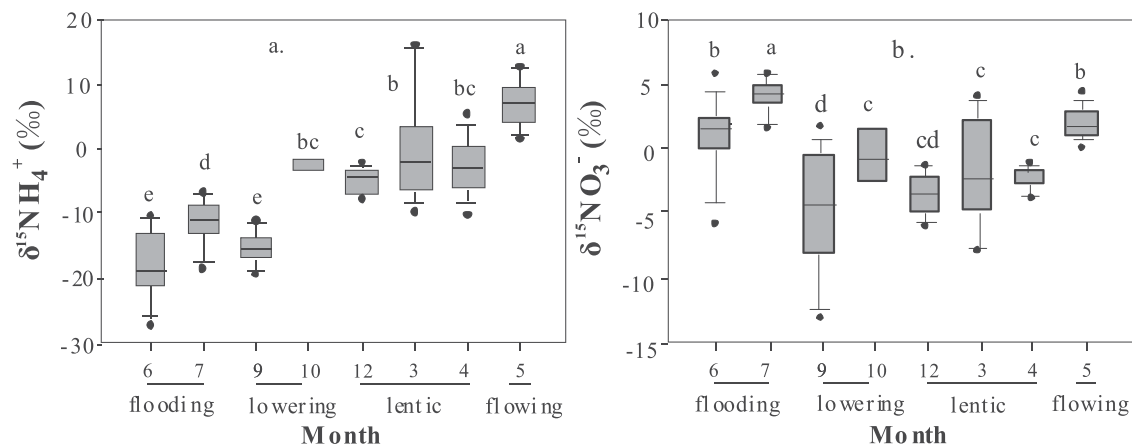 20
10
0
-10
-20
-30
δ¹⁵NH₄⁺ (‰)
a.
e
d
e
bc
c
b
bc
a
6 7 9 10 12 3 4 5
flooding lowering lentic flowing
Month
10
5
0
-5
-10
-15
δ¹⁵NO₃⁻ (‰)
b.
b
a
d
c
cd
c
c
b
6 7 9 10 12 3 4 5
flooding lowering lentic flowing
Month